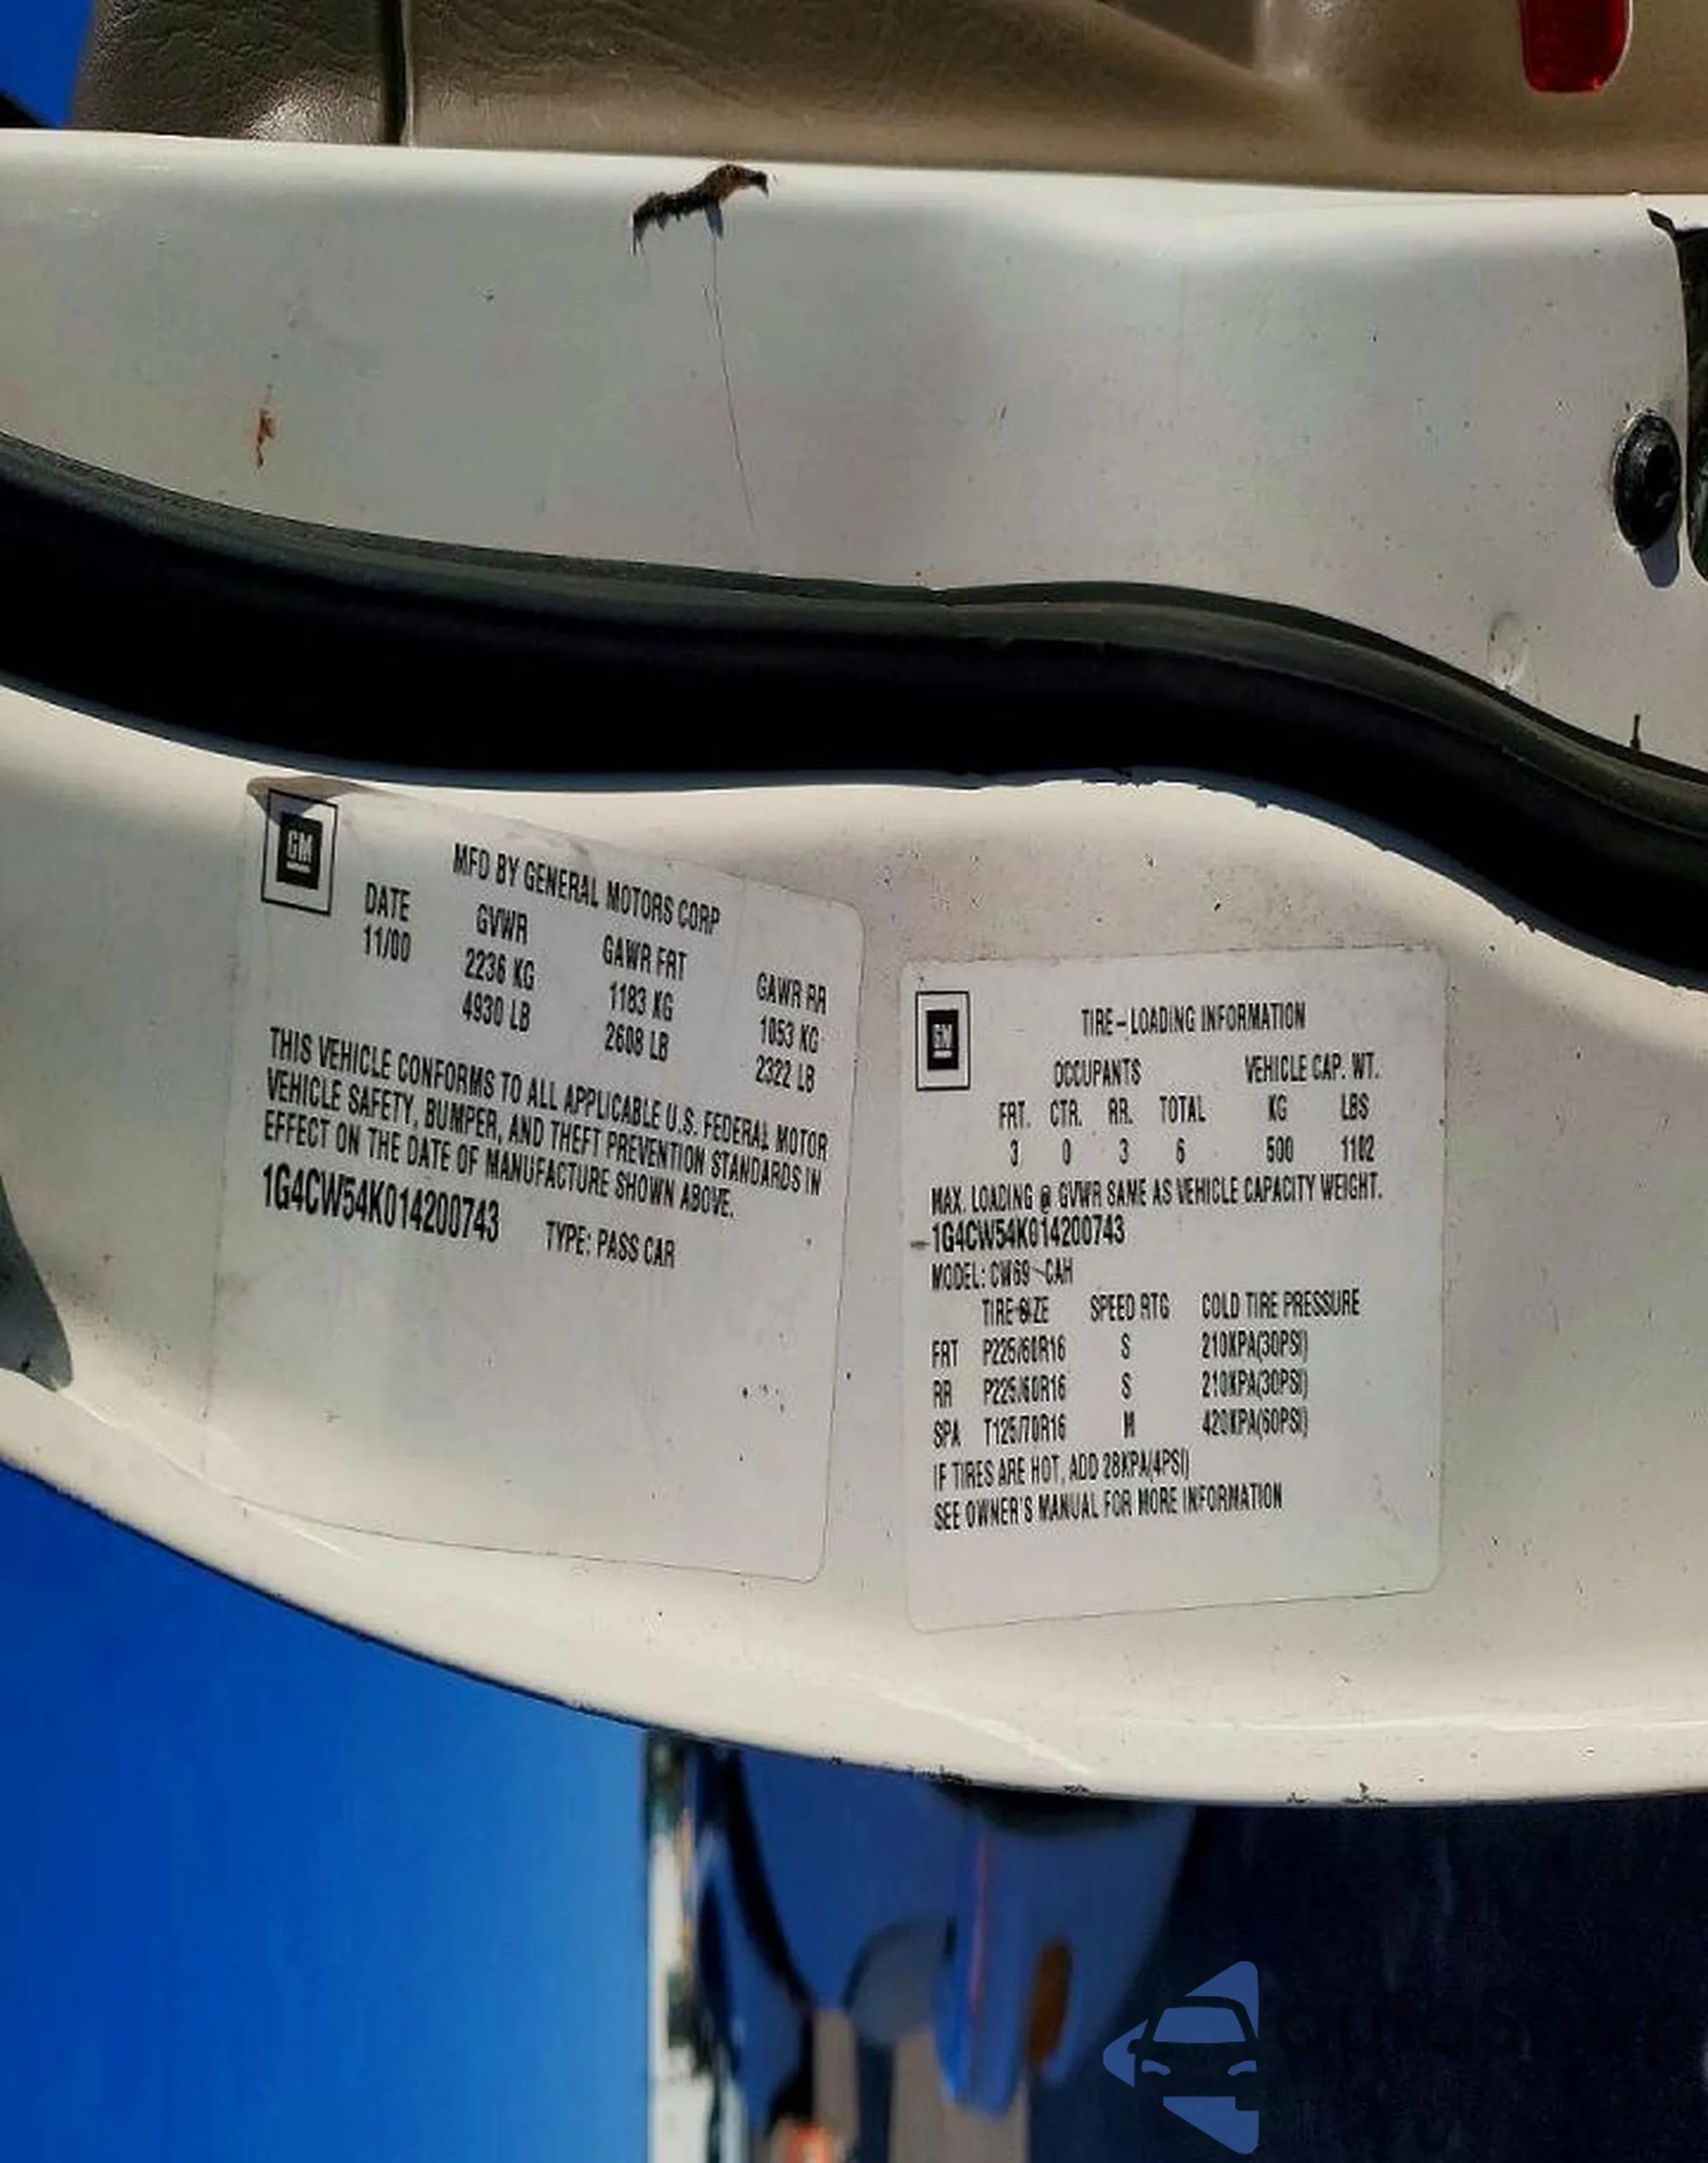 GM
MFD BY GENERAL MOTORS CORP
DATE GVWR GAWR FRT GAWR RR
11/00 2236 KG 1183 KG 1053 KG
4930 LB 2608 LB 2322 LB
THIS VEHICLE CONFORMS TO ALL APPLICABLE U.S. FEDERAL MOTOR
VEHICLE SAFETY, BUMPER, AND THEFT PREVENTION STANDARDS IN
EFFECT ON THE DATE OF MANUFACTURE SHOWN ABOVE.
1G4CW54K014200743 TYPE: PASS CAR
GM
TIRE-LOADING INFORMATION
OCCUPANTS VEHICLE CAP. WT.
FRT. CTR. RR. TOTAL KG LBS
3 0 3 6 500 1102
MAX. LOADING @ GVWR SAME AS VEHICLE CAPACITY WEIGHT.
1G4CW54K014200743
MODEL: CW69-CAH
TIRE SIZE SPEED RTG COLD TIRE PRESSURE
FRT P225/60R16 S 210KPA(30PSI)
RR P225/60R16 S 210KPA(30PSI)
SPA T125/70R16 M 420KPA(60PSI)
IF TIRES ARE HOT, ADD 28KPA(4PSI)
SEE OWNER'S MANUAL FOR MORE INFORMATION